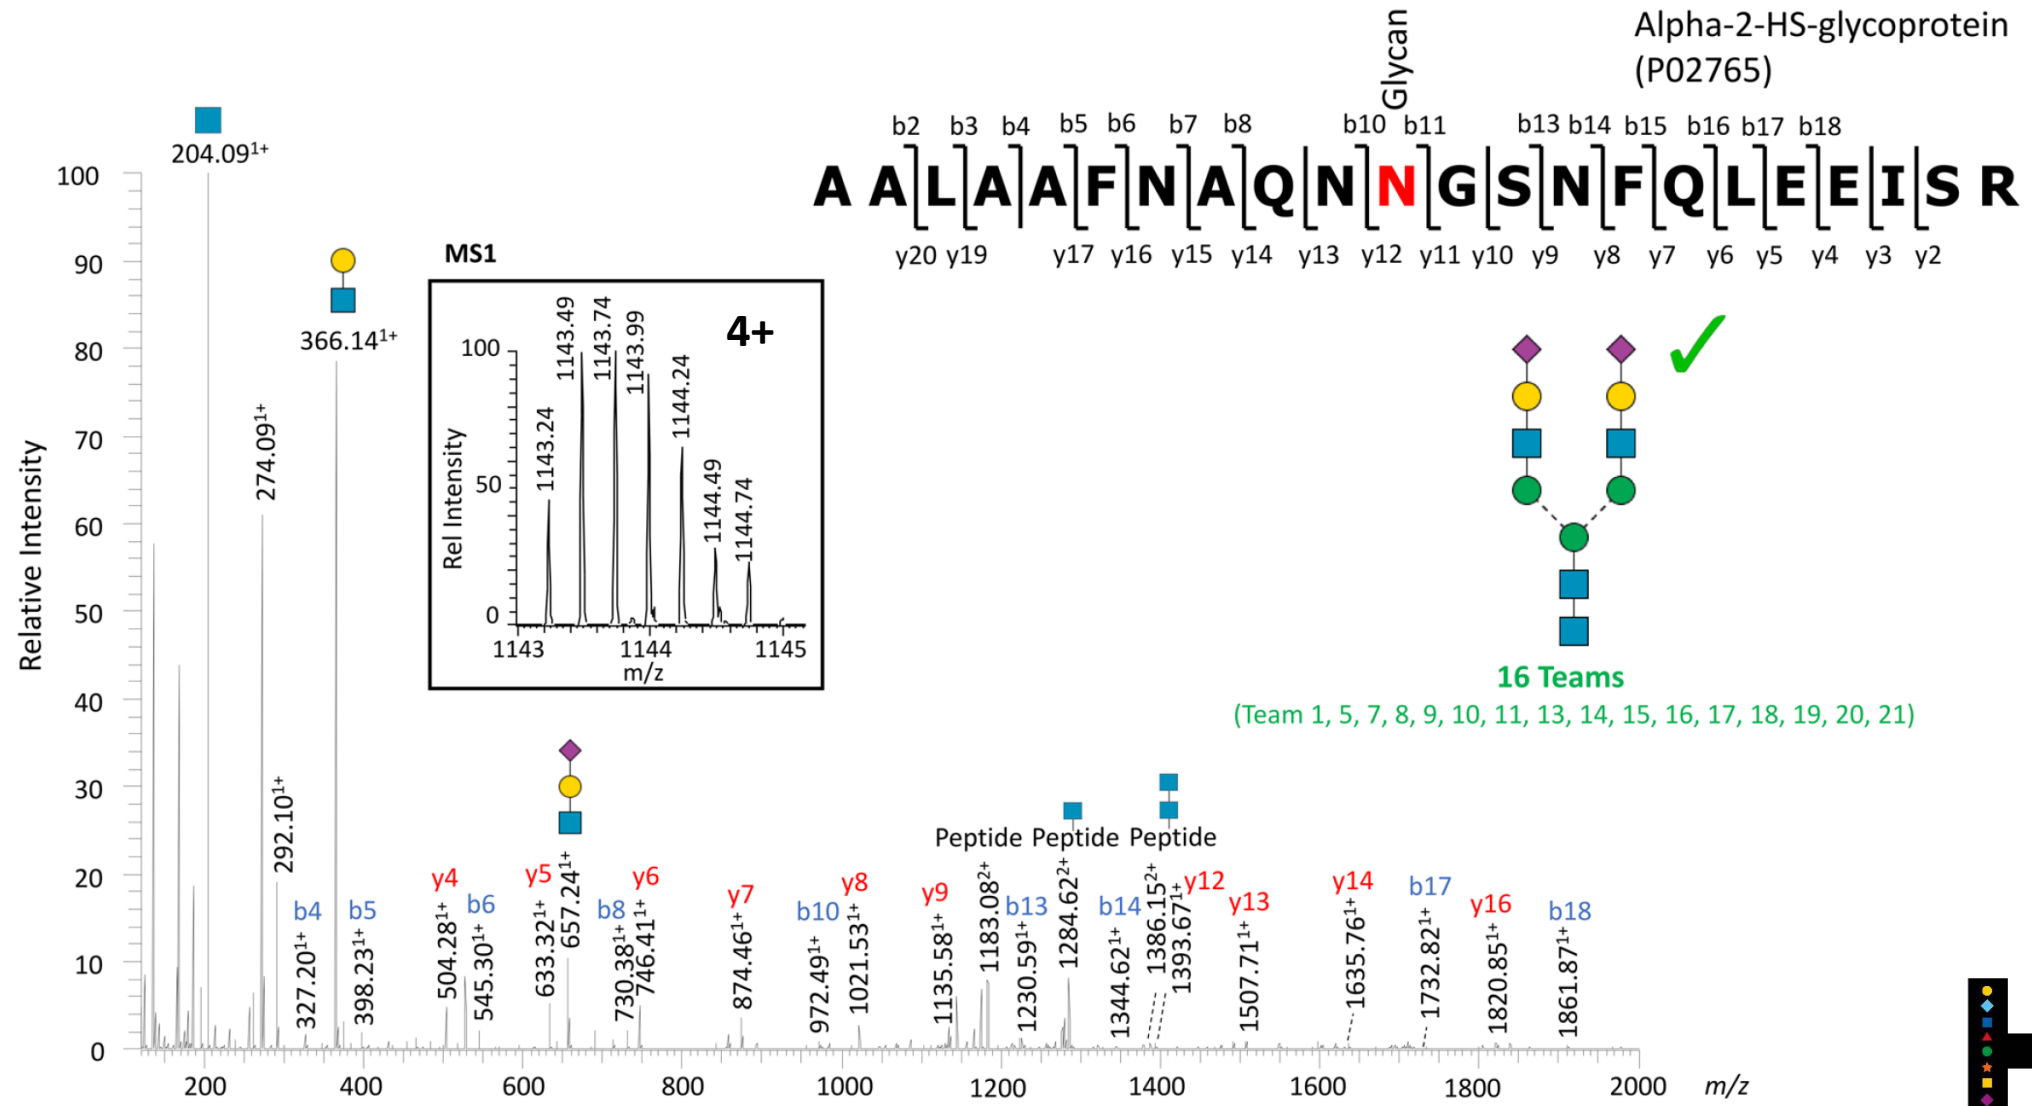 Alpha-2-HS-glycoprotein
(P02765)
Glycan
b2 b3 b4 b5 b6 b7 b8 b10 b11 b13 b14 b15 b16 b17 b18
A A L A A F N A Q N N G S N F Q L E E I S R
y20 y19 y17 y16 y15 y14 y13 y12 y11 y10 y9 y8 y7 y6 y5 y4 y3 y2
204.09¹⁺
366.14¹⁺
274.09¹⁺
292.10¹⁺
MS1
4+
1143.24
1143.49
1143.74
1143.99
1144.24
1144.49
1144.74
Rel Intensity
100
50
0
1143 1144 1145
m/z
16 Teams
(Team 1, 5, 7, 8, 9, 10, 11, 13, 14, 15, 16, 17, 18, 19, 20, 21)
Peptide Peptide Peptide
b4
327.20¹⁺
b5
398.23¹⁺
y4
504.28¹⁺
b6
545.30¹⁺
y5
633.32¹⁺
657.24¹⁺
b8
730.38¹⁺
y6
746.41¹⁺
y7
874.46¹⁺
b10
972.49¹⁺
y8
1021.53¹⁺
y9
1135.58¹⁺
1183.08²⁺
b13
1230.59¹⁺
1284.62²⁺
b14
1344.62¹⁺
1386.15²⁺
y12
1393.67¹⁺
y13
1507.71¹⁺
y14
1635.76¹⁺
b17
1732.82¹⁺
y16
1820.85¹⁺
b18
1861.87¹⁺
Relative Intensity
100
90
80
70
60
50
40
30
20
10
0
200 400 600 800 1000 1200 1400 1600 1800 2000 m/z